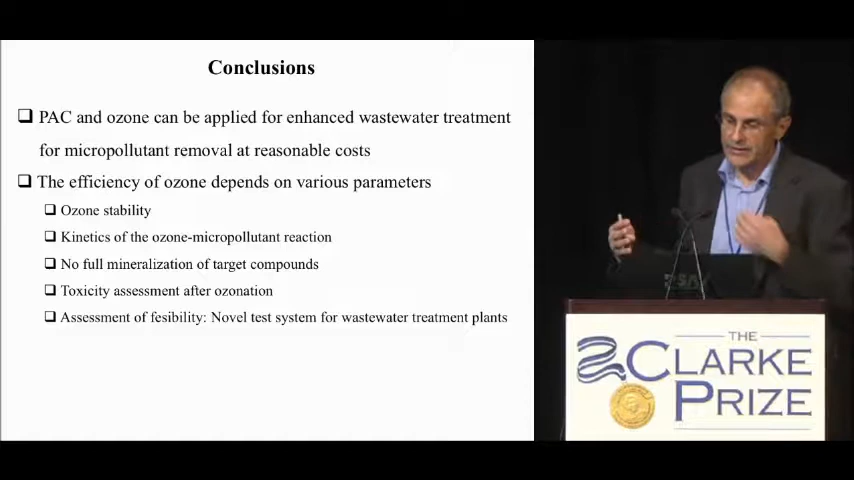 Conclusions
❑ PAC and ozone can be applied for enhanced wastewater treatment
for micropollutant removal at reasonable costs
❑ The efficiency of ozone depends on various parameters
❑ Ozone stability
❑ Kinetics of the ozone-micropollutant reaction
❑ No full mineralization of target compounds
❑ Toxicity assessment after ozonation
❑ Assessment of fesibility: Novel test system for wastewater treatment plants
THE
CLARKE
PRIZE